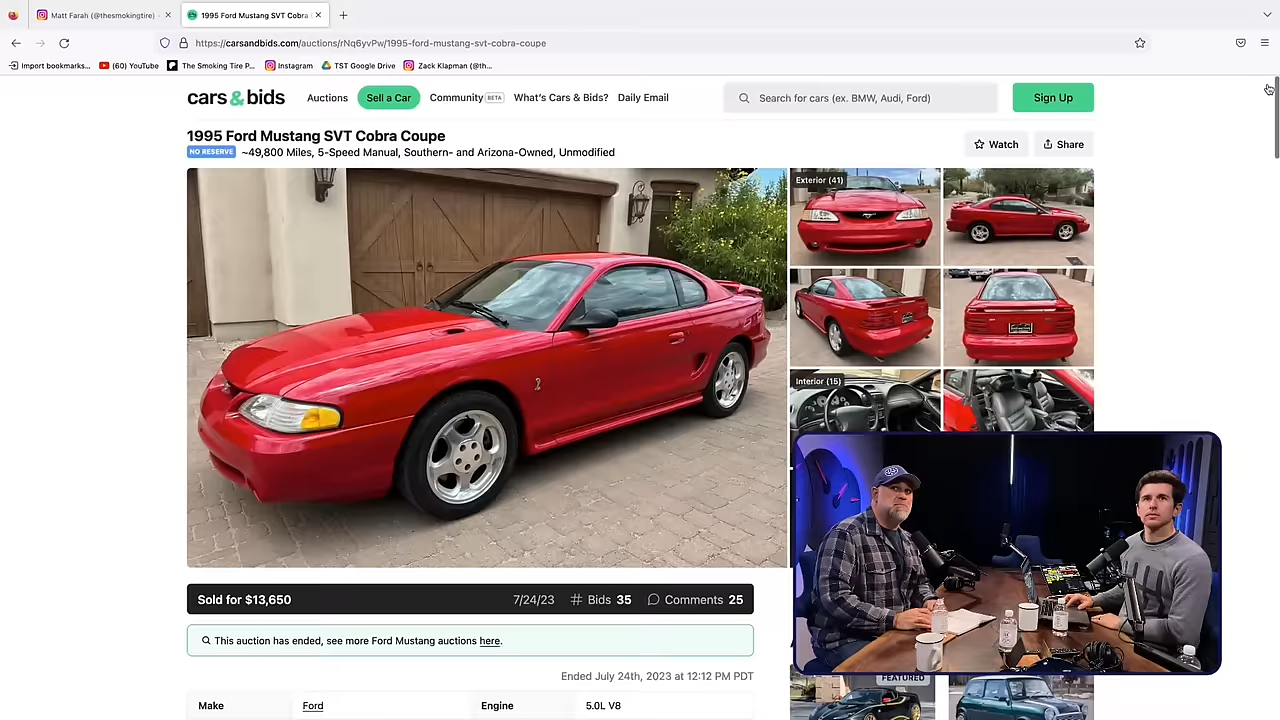 Matt Farah (@thesmokingtire)
1995 Ford Mustang SVT Cobra
https://carsandbids.com/auctions/rNq6yvPw/1995-ford-mustang-svt-cobra-coupe
Import bookmarks...
(60) YouTube
The Smoking Tire P...
Instagram
TST Google Drive
Zack Klapman (@th...
cars&bids
Auctions
Sell a Car
Community BETA
What's Cars & Bids?
Daily Email
Search for cars (ex. BMW, Audi, Ford)
Sign Up
1995 Ford Mustang SVT Cobra Coupe
NO RESERVE ~49,800 Miles, 5-Speed Manual, Southern- and Arizona-Owned, Unmodified
Watch
Share
Exterior (41)
Interior (15)
Sold for $13,650
7/24/23
# Bids 35
Comments 25
This auction has ended, see more Ford Mustang auctions here.
Ended July 24th, 2023 at 12:12 PM PDT
FEATURED
Make
Ford
Engine
5.0L V8